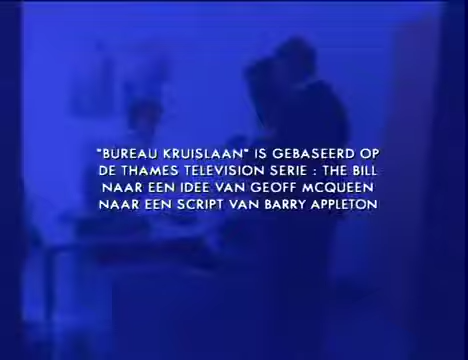 "BUREAU KRUISLAAN" IS GEBASEERD OP
DE THAMES TELEVISION SERIE : THE BILL
NAAR EEN IDEE VAN GEOFF MCQUEEN
NAAR EEN SCRIPT VAN BARRY APPLETON